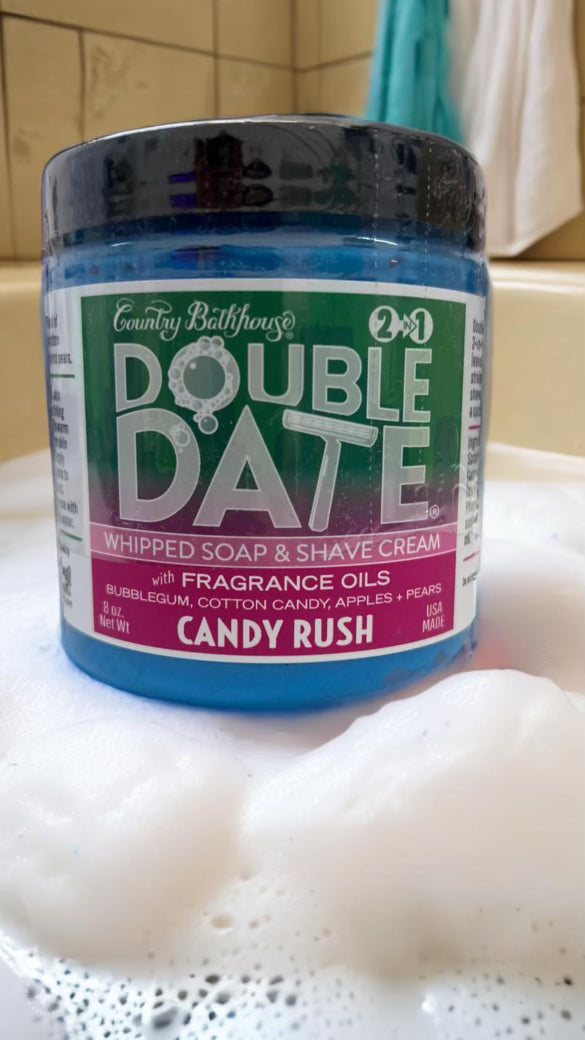 Country Bathhouse®
2 IN 1
DOUBLE
DATE®
WHIPPED SOAP & SHAVE CREAM
with FRAGRANCE OILS
BUBBLEGUM, COTTON CANDY, APPLES + PEARS
8 oz.
Net Wt
CANDY RUSH
USA
MADE